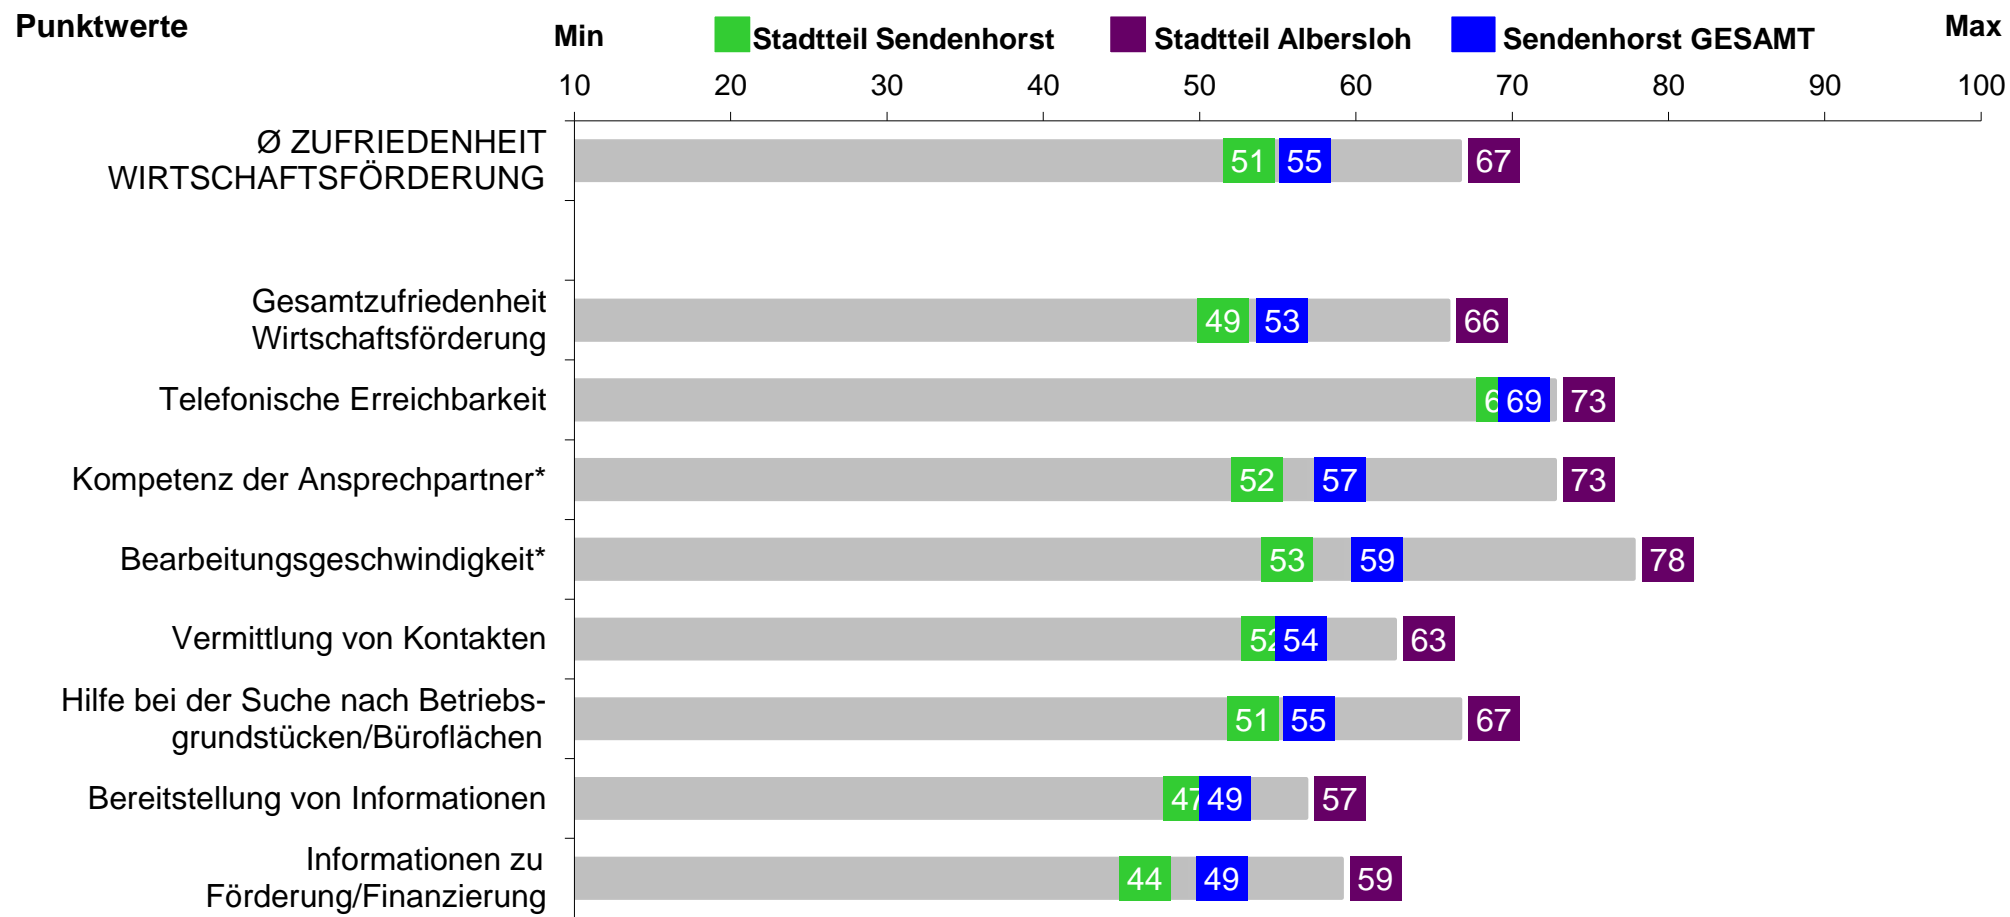 Punktwerte
Min
Stadtteil Sendenhorst
Stadtteil Albersloh
Sendenhorst GESAMT
Max
10 20 30 40 50 60 70 80 90 100
Ø ZUFRIEDENHEIT
WIRTSCHAFTSFÖRDERUNG
51 55 67
Gesamtzufriedenheit
Wirtschaftsförderung
49 53 66
Telefonische Erreichbarkeit
69 73
Kompetenz der Ansprechpartner*
52 57 73
Bearbeitungsgeschwindigkeit*
53 59 78
Vermittlung von Kontakten
52 54 63
Hilfe bei der Suche nach Betriebs-
grundstücken/Büroflächen
51 55 67
Bereitstellung von Informationen
47 49 57
Informationen zu
Förderung/Finanzierung
44 49 59